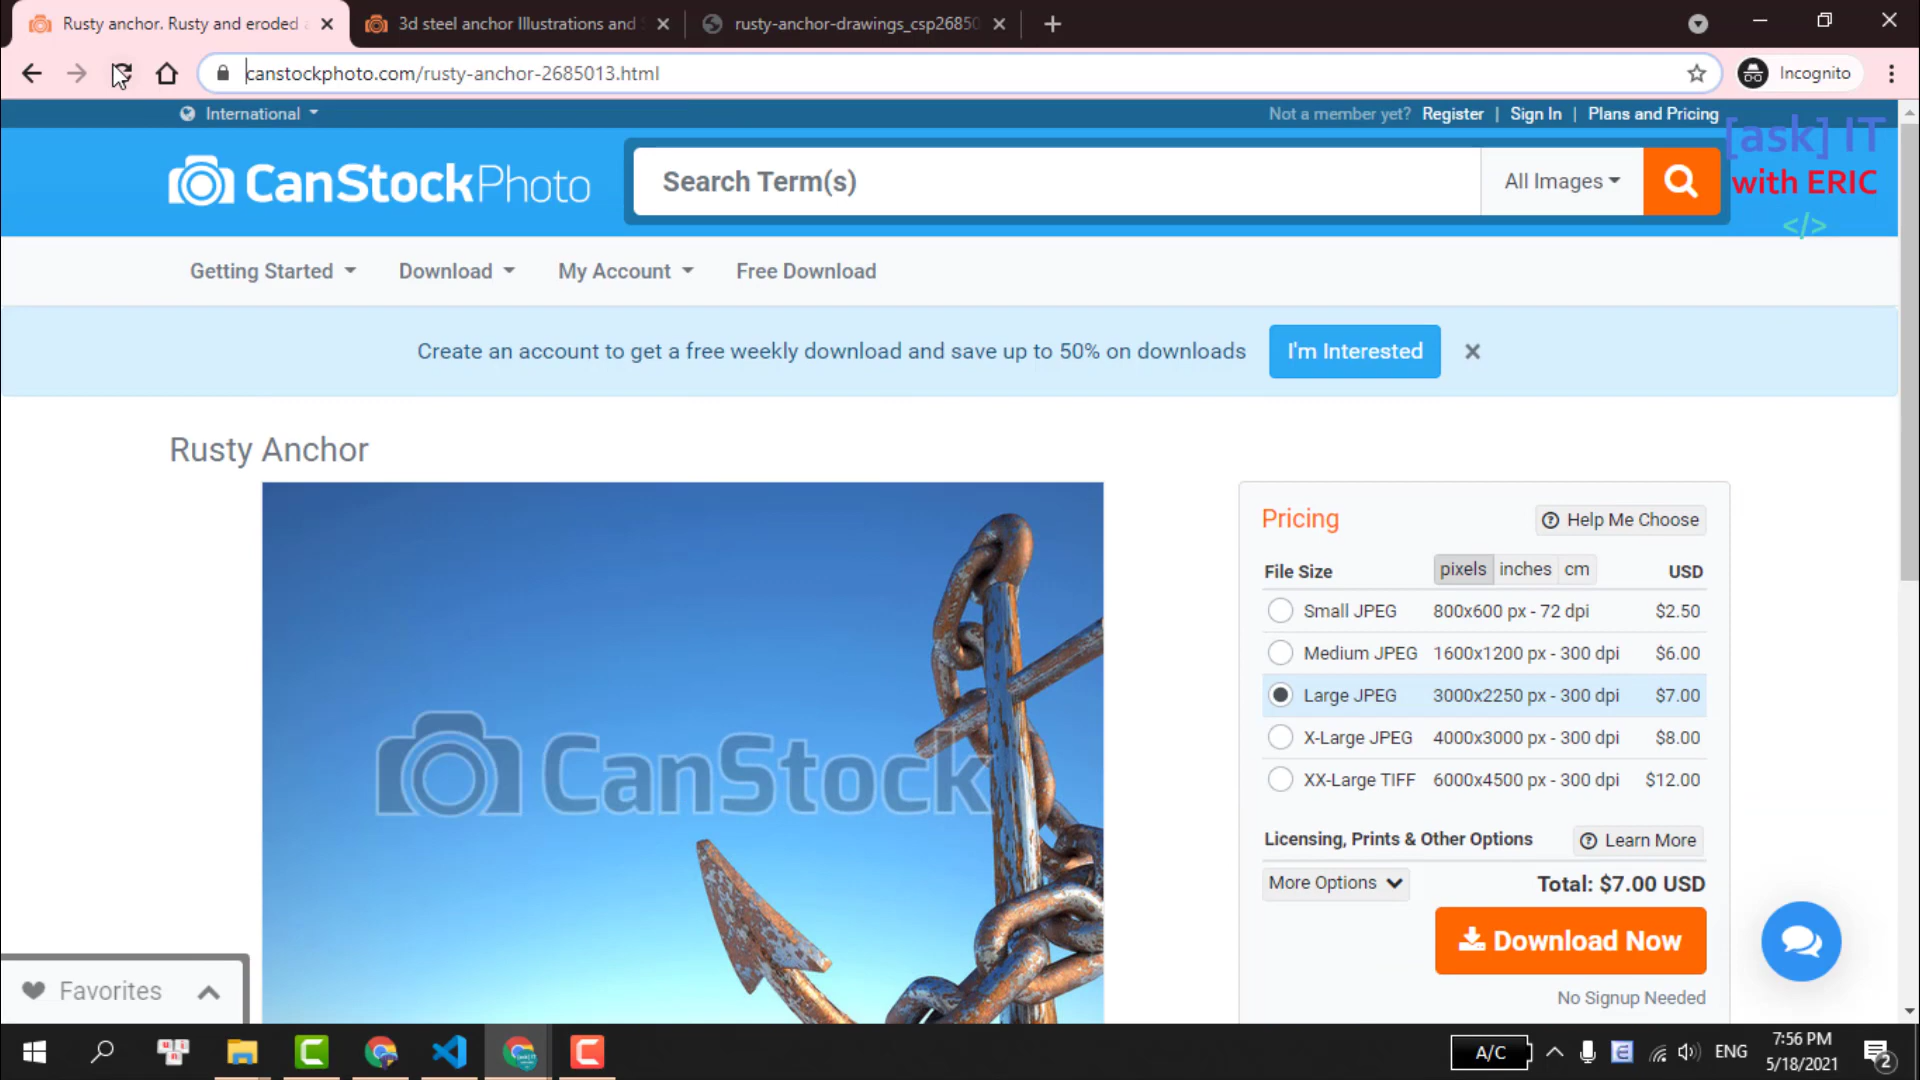 Rusty anchor. Rusty and eroded a
3d steel anchor Illustrations and S
rusty-anchor-drawings_csp26850
canstockphoto.com/rusty-anchor-2685013.html
Incognito
International
Not a member yet? Register | Sign In | Plans and Pricing
CanStockPhoto
Search Term(s)
All Images
[ask] IT
with ERIC
</>
Getting Started
Download
My Account
Free Download
Create an account to get a free weekly download and save up to 50% on downloads
I'm Interested
Rusty Anchor
CanStock
Pricing
Help Me Choose
File Size pixels inches cm USD
Small JPEG 800x600 px - 72 dpi $2.50
Medium JPEG 1600x1200 px - 300 dpi $6.00
Large JPEG 3000x2250 px - 300 dpi $7.00
X-Large JPEG 4000x3000 px - 300 dpi $8.00
XX-Large TIFF 6000x4500 px - 300 dpi $12.00
Licensing, Prints & Other Options Learn More
More Options Total: $7.00 USD
Download Now
No Signup Needed
Favorites
A/C
ENG
7:56 PM
5/18/2021
2